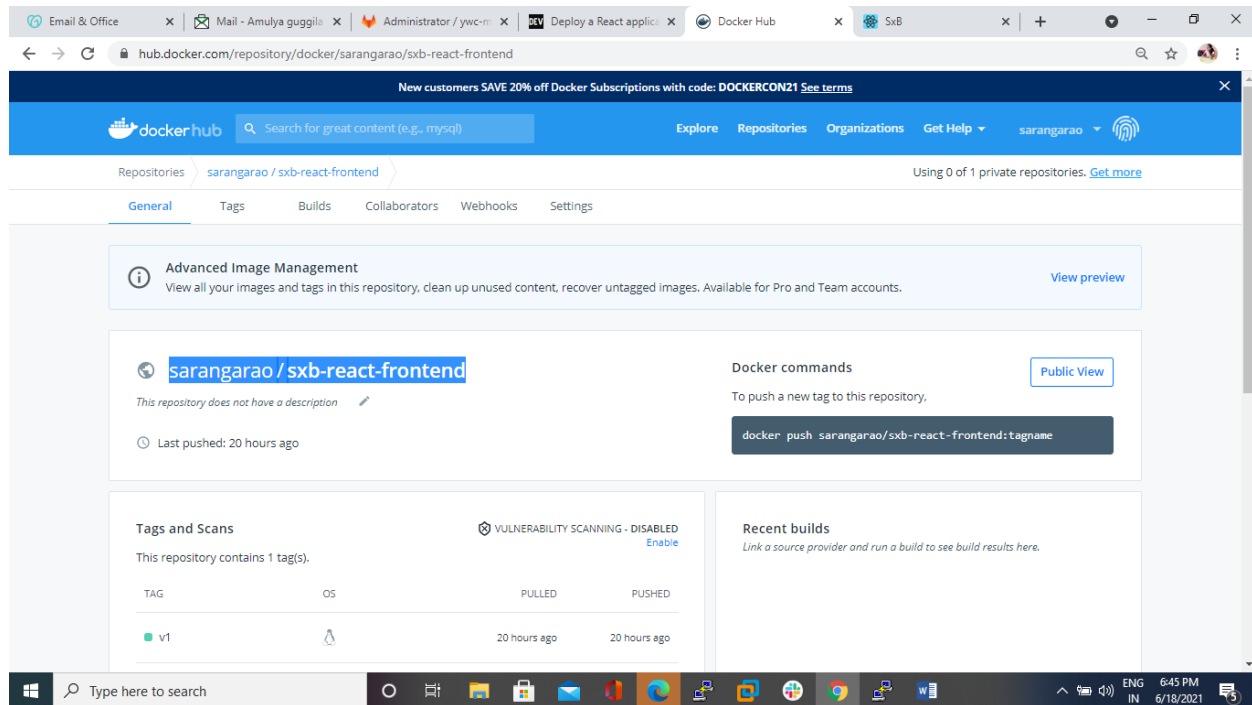 Email & Office
Mail - Amulya guggila
Administrator / ywc-m
DEV Deploy a React applica
Docker Hub
SxB
hub.docker.com/repository/docker/sarangarao/sxb-react-frontend
New customers SAVE 20% off Docker Subscriptions with code: DOCKERCON21 See terms
dockerhub Search for great content (e.g., mysql) Explore Repositories Organizations Get Help sarangarao
Repositories sarangarao / sxb-react-frontend Using 0 of 1 private repositories. Get more
General Tags Builds Collaborators Webhooks Settings
Advanced Image Management
View all your images and tags in this repository, clean up unused content, recover untagged images. Available for Pro and Team accounts.
View preview
sarangarao / sxb-react-frontend
This repository does not have a description
Last pushed: 20 hours ago
Docker commands
Public View
To push a new tag to this repository,
docker push sarangarao/sxb-react-frontend:tagname
Tags and Scans
VULNERABILITY SCANNING - DISABLED
Enable
This repository contains 1 tag(s).
TAG OS PULLED PUSHED
v1 20 hours ago 20 hours ago
Recent builds
Link a source provider and run a build to see build results here.
Type here to search
ENG
IN
6:45 PM
6/18/2021
5